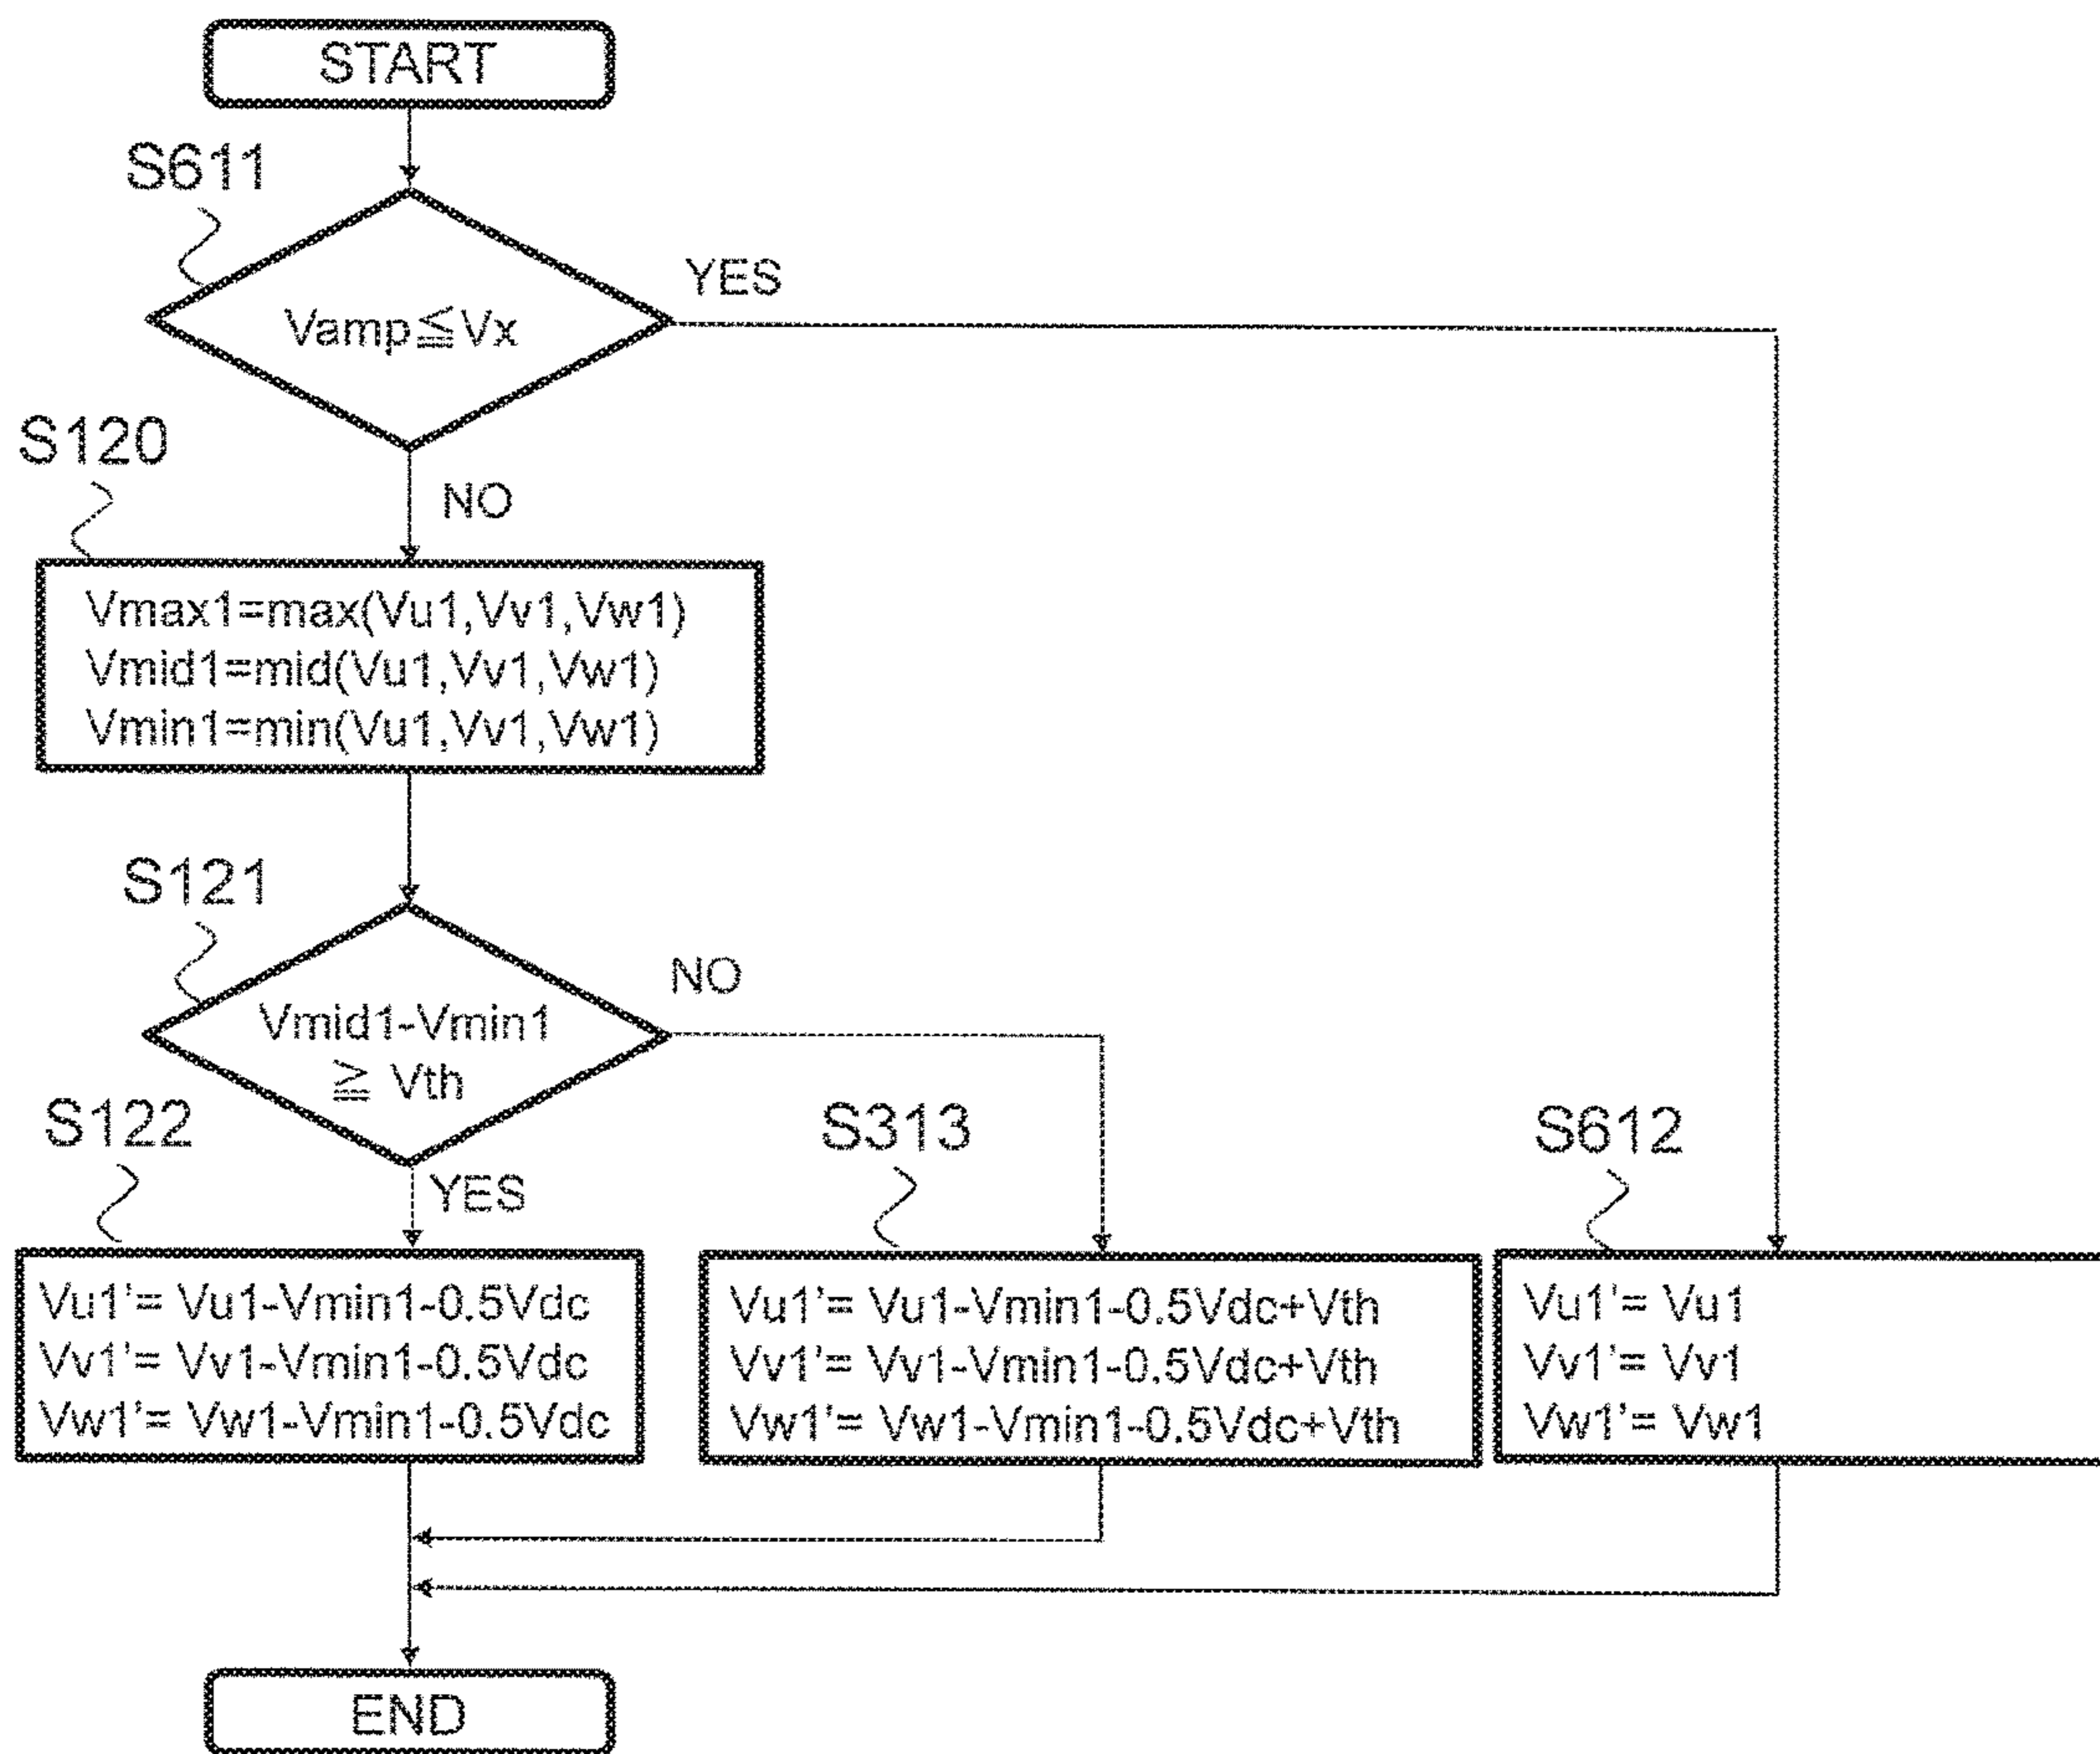 START
S611
Vamp≦Vx
YES
NO
S120
Vmax1=max(Vu1,Vv1,Vw1)
Vmid1=mid(Vu1,Vv1,Vw1)
Vmin1=min(Vu1,Vv1,Vw1)
S121
Vmid1-Vmin1
≧ Vth
NO
YES
S122
Vu1'= Vu1-Vmin1-0.5Vdc
Vv1'= Vv1-Vmin1-0.5Vdc
Vw1'= Vw1-Vmin1-0.5Vdc
S313
Vu1'= Vu1-Vmin1-0.5Vdc+Vth
Vv1'= Vv1-Vmin1-0.5Vdc+Vth
Vw1'= Vw1-Vmin1-0.5Vdc+Vth
S612
Vu1'= Vu1
Vv1'= Vv1
Vw1'= Vw1
END